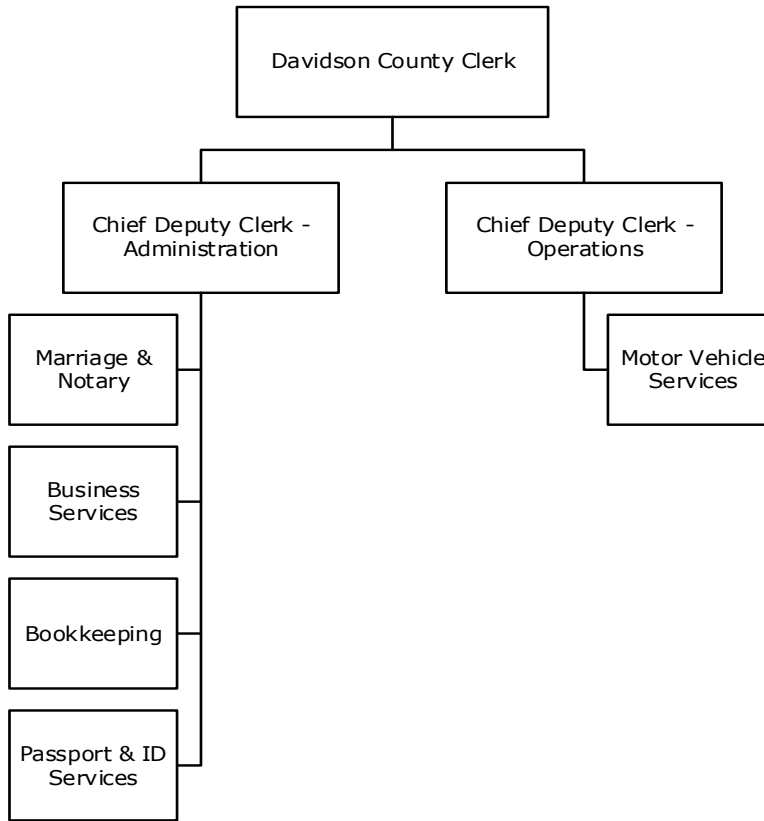 Davidson County Clerk
Chief Deputy Clerk -
Administration
Chief Deputy Clerk -
Operations
Marriage &
Notary
Motor Vehicle
Services
Business
Services
Bookkeeping
Passport & ID
Services